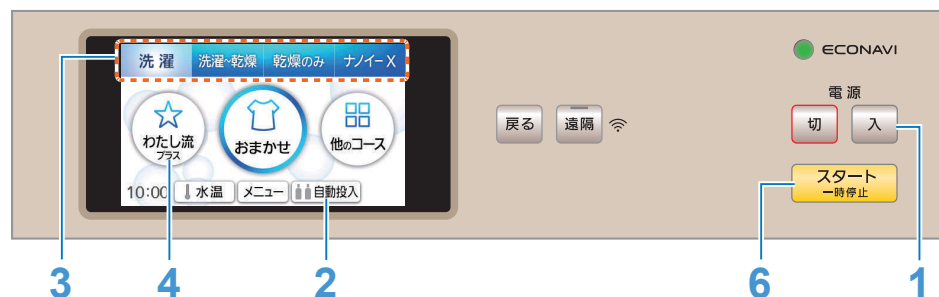 洗濯 洗濯~乾燥 乾燥のみ ナノイーX
わたし流
プラス
おまかせ
他のコース
10:00 水温 メニュー 自動投入
戻る 遠隔
ECONAVI
電源
切 入
スタート
一時停止
3 4 2 6 1